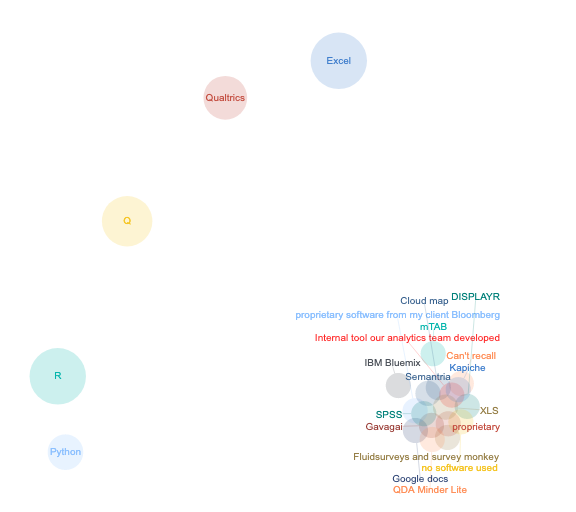 Excel
Qualtrics
Q
DISPLAYR
Cloud map
proprietary software from my client Bloomberg
mTAB
Internal tool our analytics team developed
Can't recall
IBM Bluemix
Kapiche
R
Semantria
XLS
SPSS
Gavagai
proprietary
Python
Fluidsurveys and survey monkey
no software used
Google docs
QDA Minder Lite